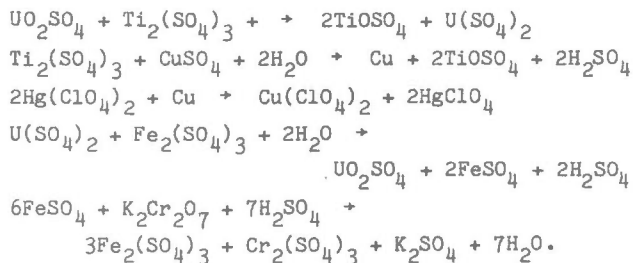 UO₂SO₄ + Ti₂(SO₄)₃ + → 2TiOSO₄ + U(SO₄)₂
Ti₂(SO₄)₃ + CuSO₄ + 2H₂O → Cu + 2TiOSO₄ + 2H₂SO₄
2Hg(ClO₄)₂ + Cu → Cu(ClO₄)₂ + 2HgClO₄
U(SO₄)₂ + Fe₂(SO₄)₃ + 2H₂O →
UO₂SO₄ + 2FeSO₄ + 2H₂SO₄
6FeSO₄ + K₂Cr₂O₇ + 7H₂SO₄ →
3Fe₂(SO₄)₃ + Cr₂(SO₄)₃ + K₂SO₄ + 7H₂O.